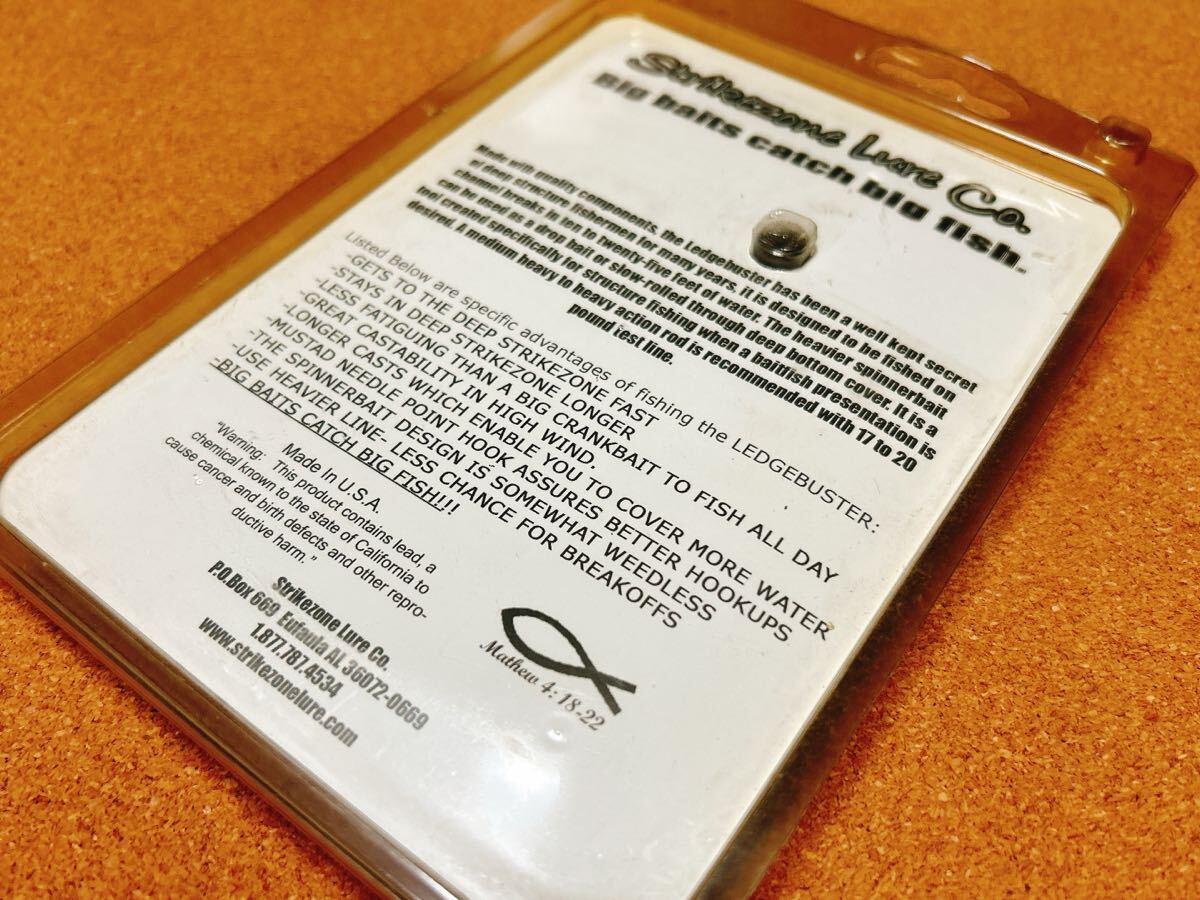 Strikezone Lure Co.
Big baits catch big fish.
Made with quality components, the Ledgebuster has been a well kept secret
of deep structure fishermen for many years. it is designed to be fished on
channel breaks in ten to twenty-five feet of water. The heavier spinnerbait
can be used as a drop bait or slow-rolled through deep bottom cover. It is a
tool created specifically for structure fishing when a baitfish presentation is
desired. A medium heavy to heavy action rod is recommended with 17 to 20
pound test line.
Listed Below are specific advantages of fishing the LEDGEBUSTER:
-GETS TO THE DEEP STRIKEZONE FAST
-STAYS IN DEEP STRIKEZONE LONGER
-LESS FATIGUING THAN A BIG CRANKBAIT TO FISH ALL DAY
-GREAT CASTABILITY IN HIGH WIND.
-LONGER CASTS WHICH ENABLE YOU TO COVER MORE WATER
-MUSTAD NEEDLE POINT HOOK ASSURES BETTER HOOKUPS
-THE SPINNERBAIT DESIGN IS SOMEWHAT WEEDLESS
-USE HEAVIER LINE- LESS CHANCE FOR BREAKOFFS
-BIG BAITS CATCH BIG FISH!!!
Made In U.S.A.
"Warning: This product contains lead, a
chemical known to the state of California to
cause cancer and birth defects and other repro-
ductive harm."
Strikezone Lure Co.
P.O.Box 669 Eufaula AL 36072-0669
1.877.787.4534
www.strikezonelure.com
Mathew 4:18-22